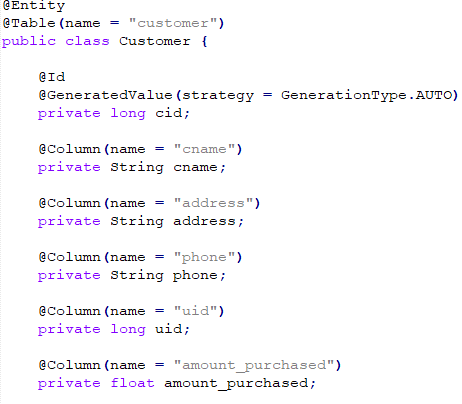 @Entity
@Table(name = "customer")
public class Customer {
@Id
@GeneratedValue(strategy = GenerationType.AUTO)
private long cid;
@Column(name = "cname")
private String cname;
@Column(name = "address")
private String address;
@Column(name = "phone")
private String phone;
@Column(name = "uid")
private long uid;
@Column(name = "amount_purchased")
private float amount_purchased;